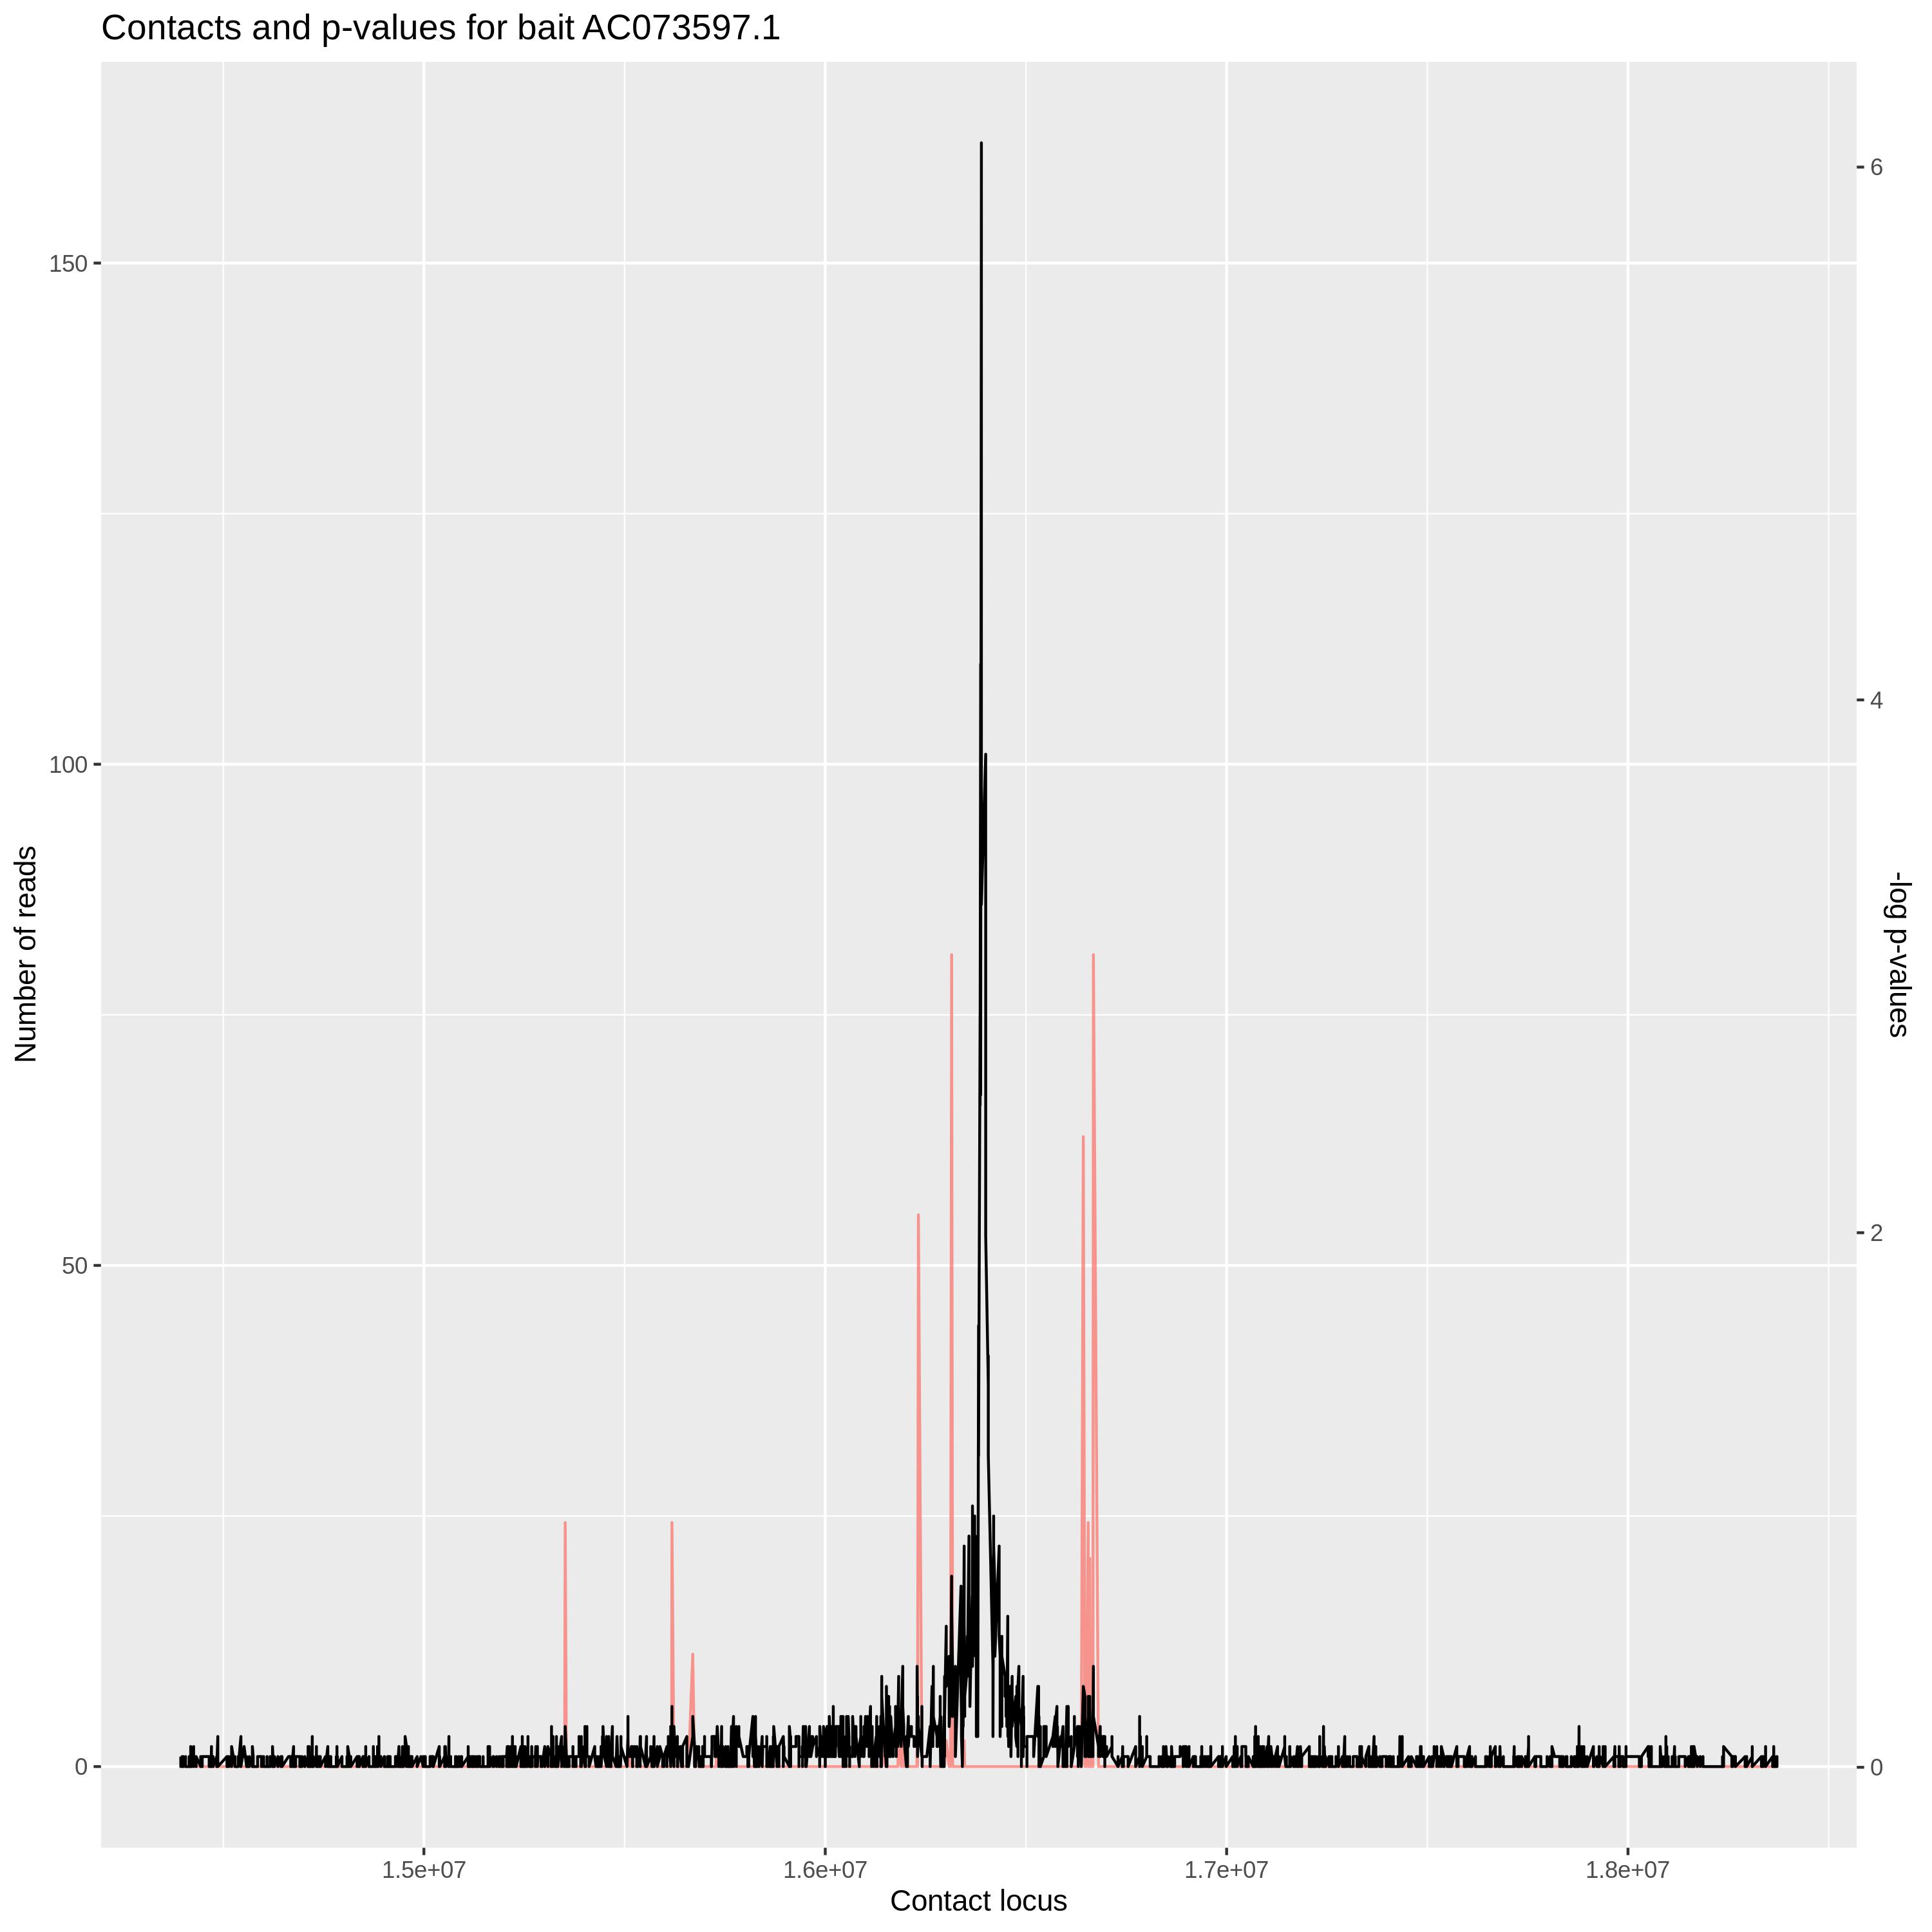 Contacts and p-values for bait AC073597.1
150
100
50
0
6
4
2
0
Number of reads
-log p-values
1.5e+07
1.6e+07
1.7e+07
1.8e+07
Contact locus